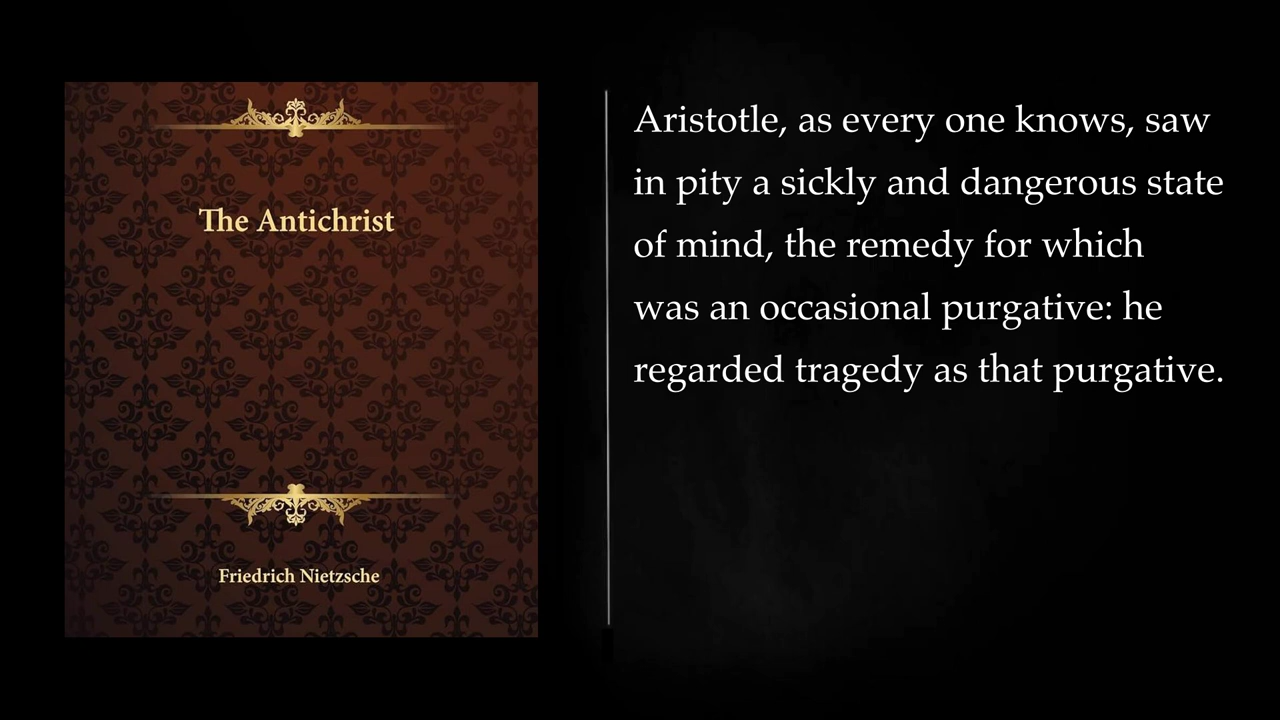 The Antichrist
Friedrich Nietzsche
Aristotle, as every one knows, saw
in pity a sickly and dangerous state
of mind, the remedy for which
was an occasional purgative: he
regarded tragedy as that purgative.